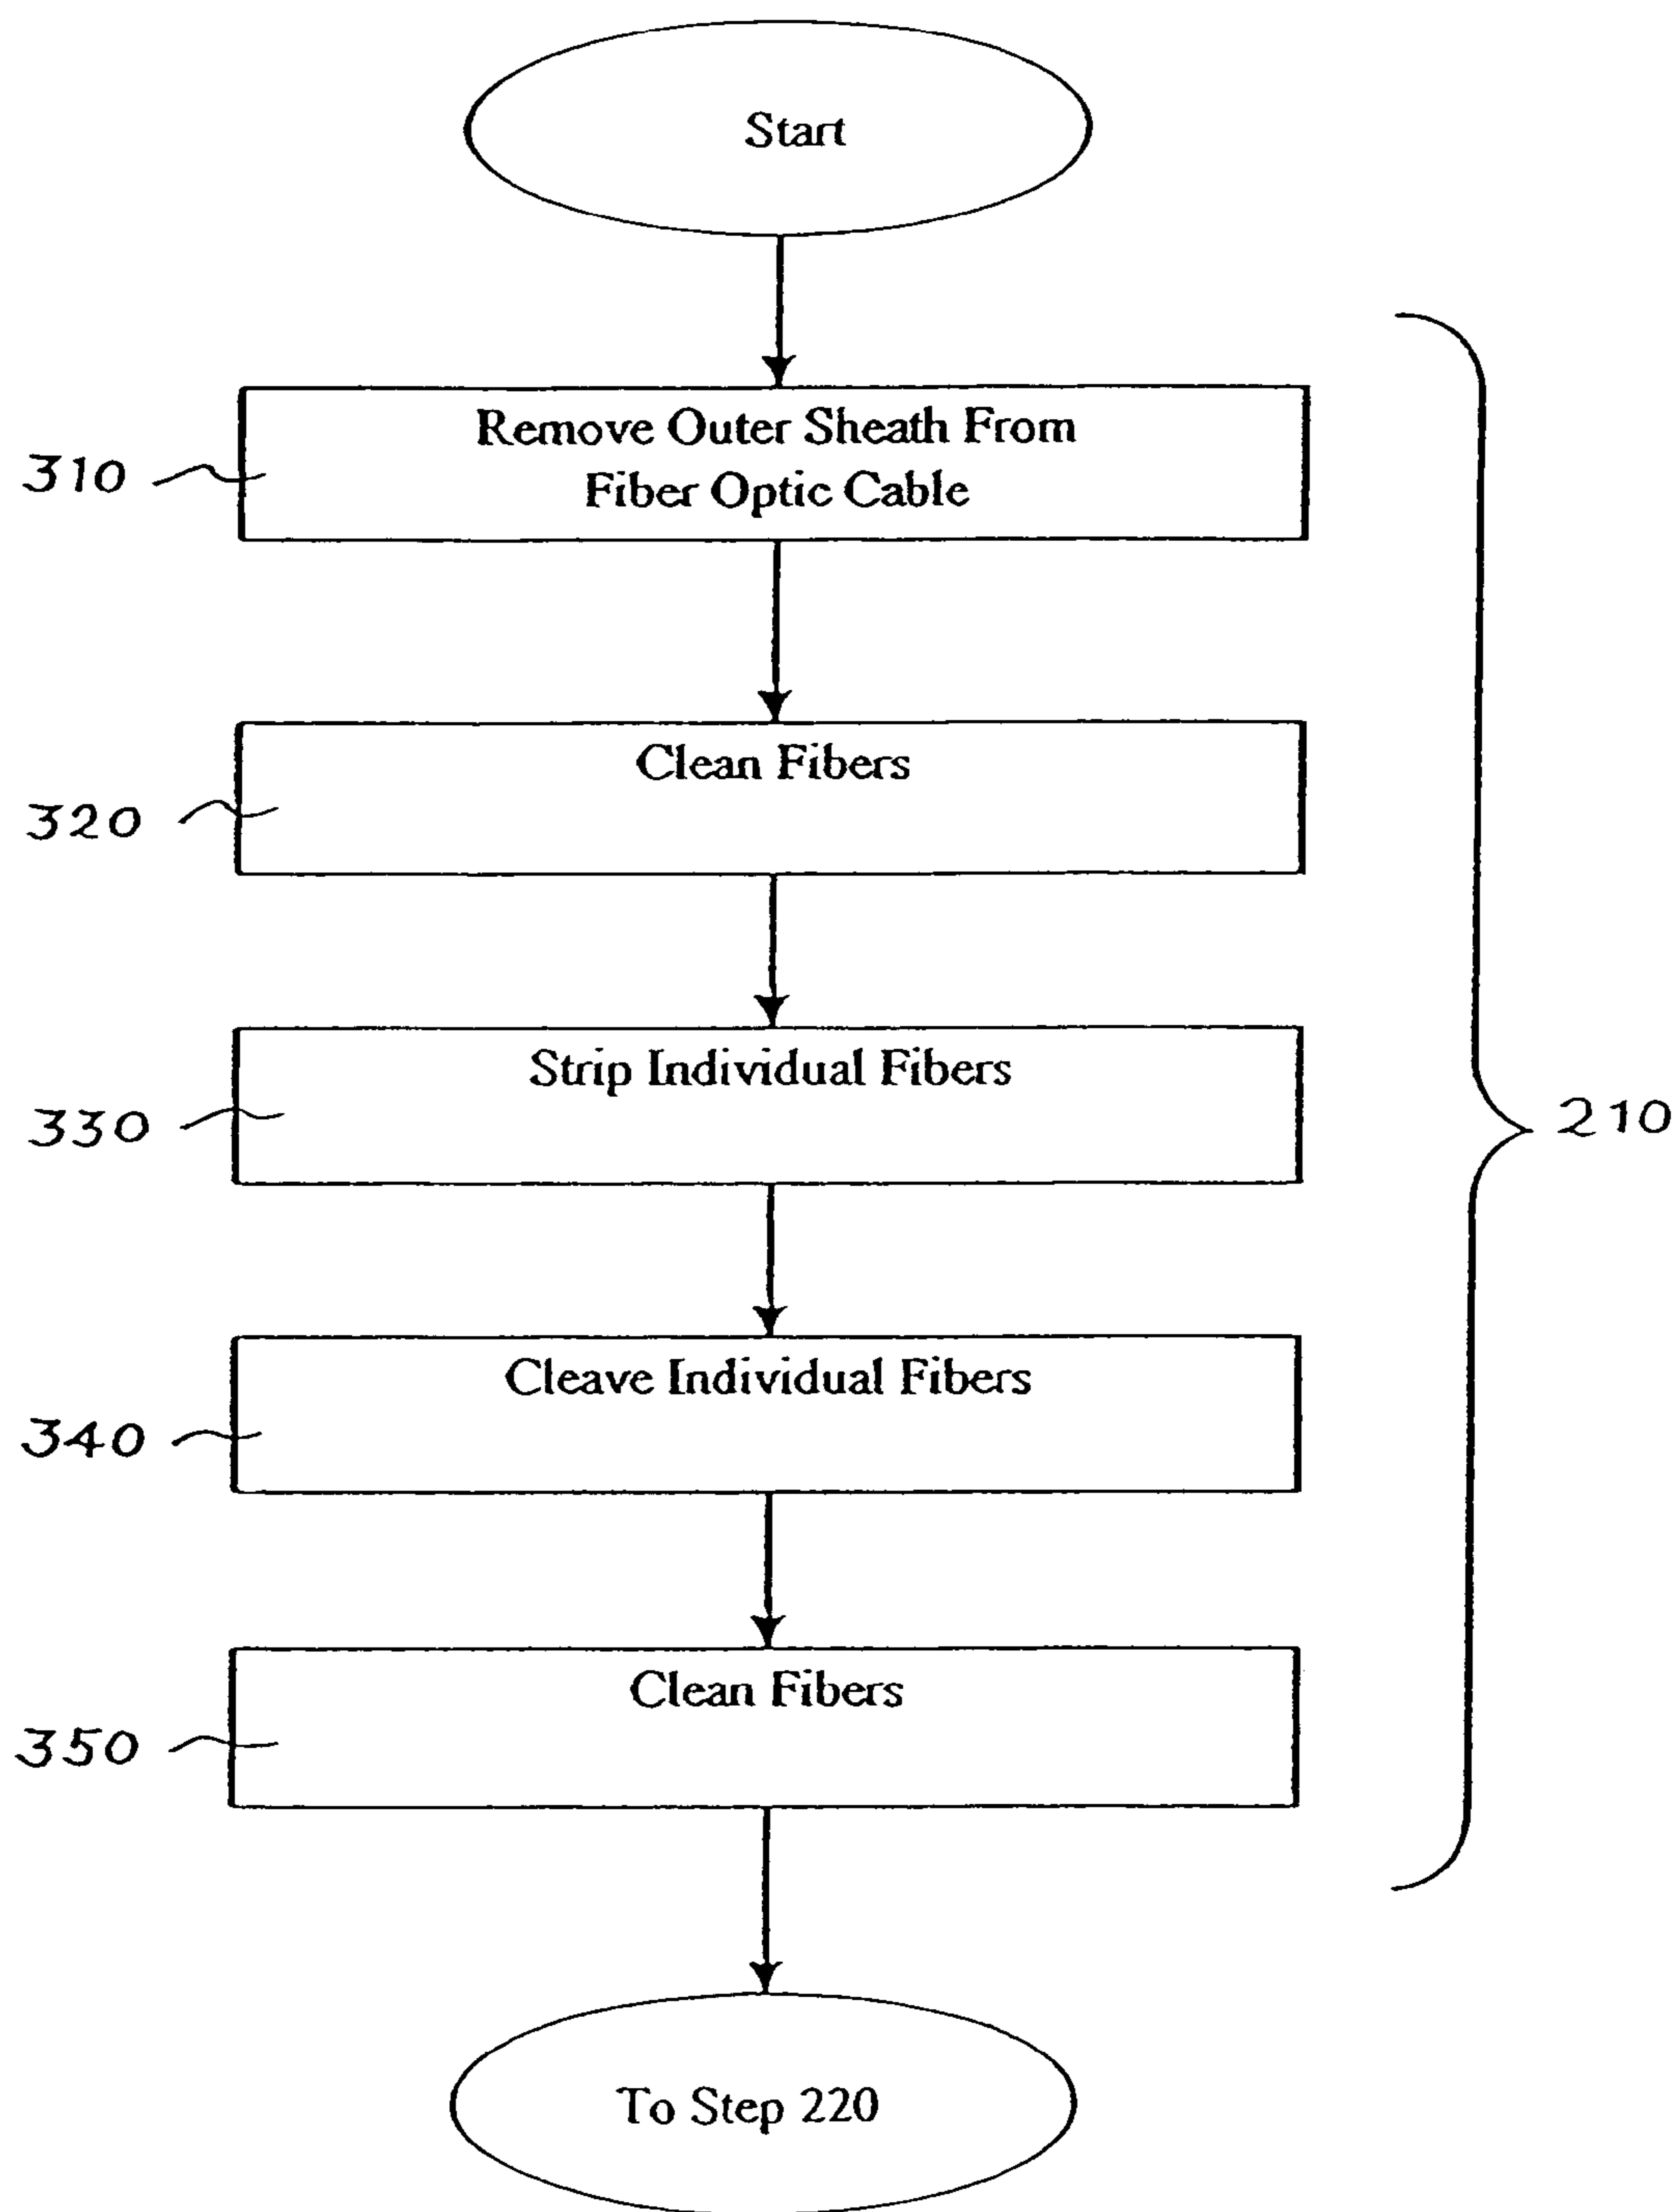 Start
Remove Outer Sheath From
Fiber Optic Cable
310
Clean Fibers
320
Strip Individual Fibers
330
210
Cleave Individual Fibers
340
Clean Fibers
350
To Step 220